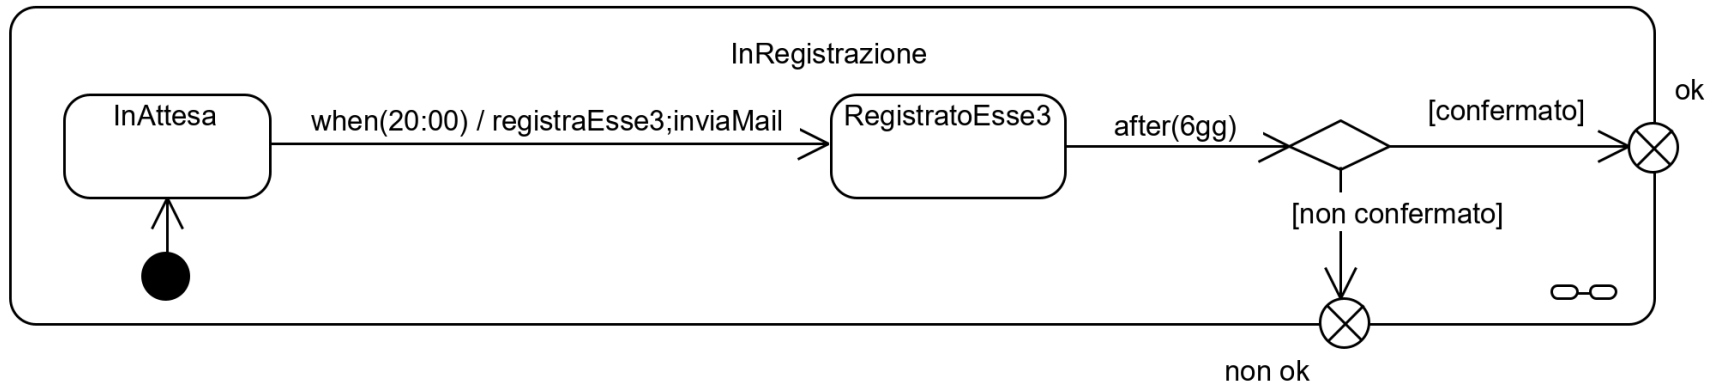 InRegistrazione
ok
InAttesa
when(20:00) / registraEsse3;inviaMail
RegistratoEsse3
after(6gg)
[confermato]
[non confermato]
non ok